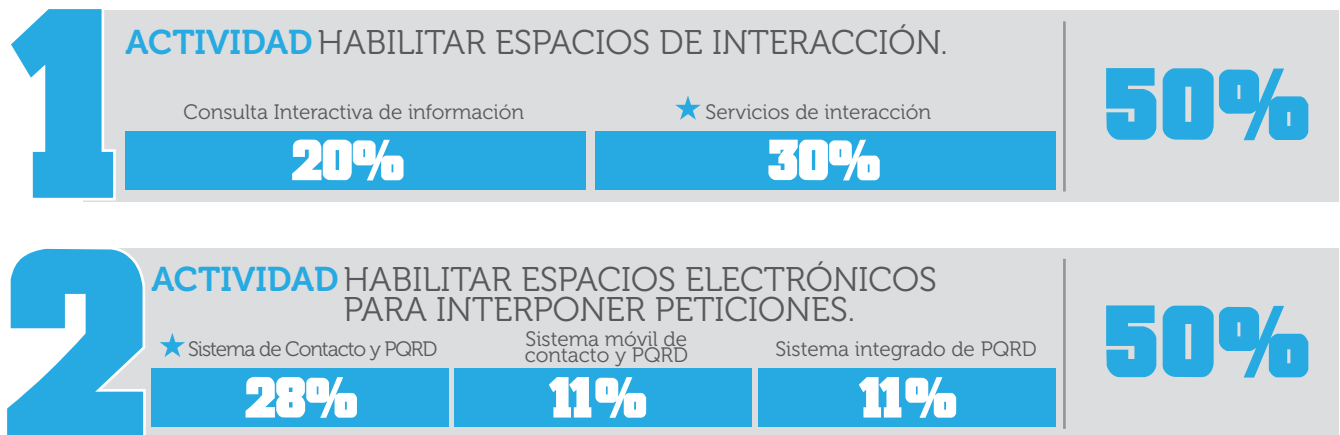 1
ACTIVIDAD HABILITAR ESPACIOS DE INTERACCIÓN.
Consulta Interactiva de información
20%
★ Servicios de interacción
30%
50%
2
ACTIVIDAD HABILITAR ESPACIOS ELECTRÓNICOS
PARA INTERPONER PETICIONES.
★ Sistema de Contacto y PQRD
28%
Sistema móvil de
contacto y PQRD
11%
Sistema integrado de PQRD
11%
50%